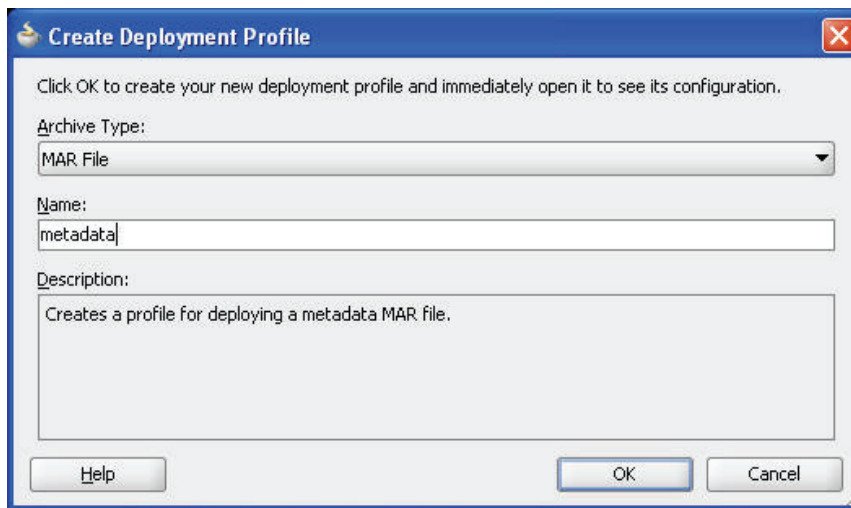 Create Deployment Profile
Click OK to create your new deployment profile and immediately open it to see its configuration.
Archive Type:
MAR File
Name:
metadata
Description:
Creates a profile for deploying a metadata MAR file.
Help OK Cancel